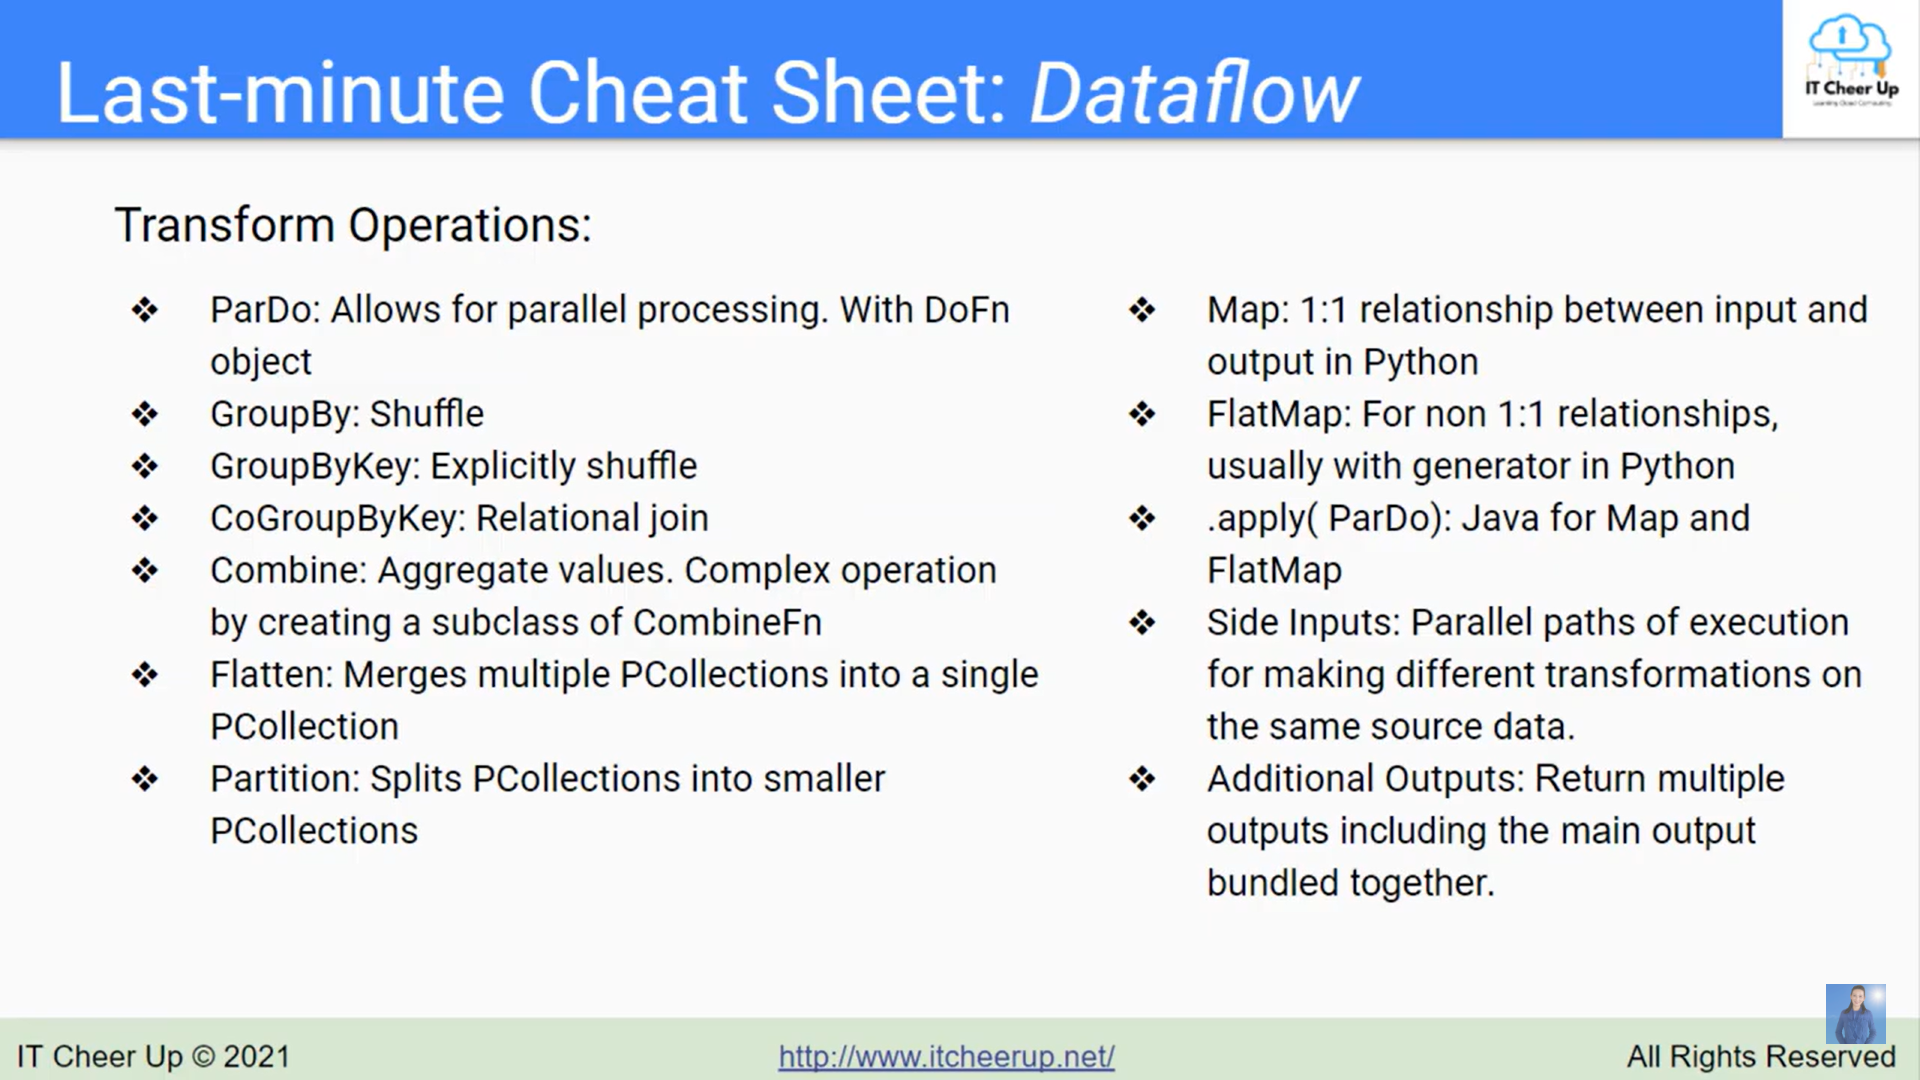 Last-minute Cheat Sheet: Dataflow
IT Cheer Up
Learning Cloud Computing
Transform Operations:
❖ ParDo: Allows for parallel processing. With DoFn
object
❖ GroupBy: Shuffle
❖ GroupByKey: Explicitly shuffle
❖ CoGroupByKey: Relational join
❖ Combine: Aggregate values. Complex operation
by creating a subclass of CombineFn
❖ Flatten: Merges multiple PCollections into a single
PCollection
❖ Partition: Splits PCollections into smaller
PCollections
❖ Map: 1:1 relationship between input and
output in Python
❖ FlatMap: For non 1:1 relationships,
usually with generator in Python
❖ .apply( ParDo): Java for Map and
FlatMap
❖ Side Inputs: Parallel paths of execution
for making different transformations on
the same source data.
❖ Additional Outputs: Return multiple
outputs including the main output
bundled together.
IT Cheer Up © 2021
http://www.itcheerup.net/
All Rights Reserved